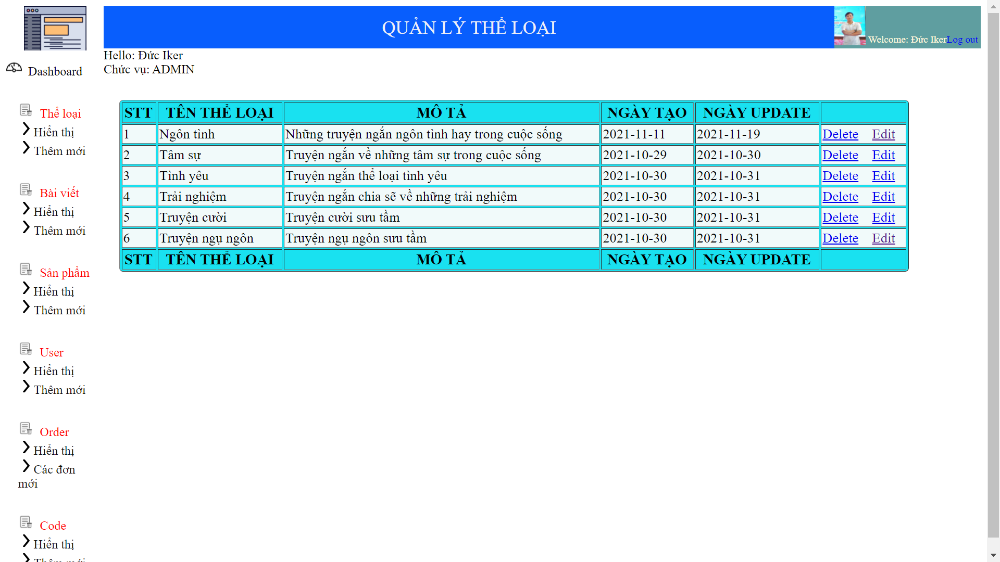 QUẢN LÝ THỂ LOẠI
Welcome: Đức Iker Log out
Hello: Đức Iker
Chức vụ: ADMIN
Dashboard
Thể loại
Hiển thị
Thêm mới
Bài viết
Hiển thị
Thêm mới
Sản phẩm
Hiển thị
Thêm mới
User
Hiển thị
Thêm mới
Order
Hiển thị
Các đơn
mới
Code
Hiển thị
Thêm mới
STT TÊN THỂ LOẠI MÔ TẢ NGÀY TẠO NGÀY UPDATE
1 Ngôn tình Những truyện ngắn ngôn tình hay trong cuộc sống 2021-11-11 2021-11-19 Delete Edit
2 Tâm sự Truyện ngắn về những tâm sự trong cuộc sống 2021-10-29 2021-10-30 Delete Edit
3 Tình yêu Truyện ngắn thể loại tình yêu 2021-10-30 2021-10-31 Delete Edit
4 Trải nghiệm Truyện ngắn chia sẽ về những trải nghiệm 2021-10-30 2021-10-31 Delete Edit
5 Truyện cười Truyện cười sưu tầm 2021-10-30 2021-10-31 Delete Edit
6 Truyện ngụ ngôn Truyện ngụ ngôn sưu tầm 2021-10-30 2021-10-31 Delete Edit
STT TÊN THỂ LOẠI MÔ TẢ NGÀY TẠO NGÀY UPDATE